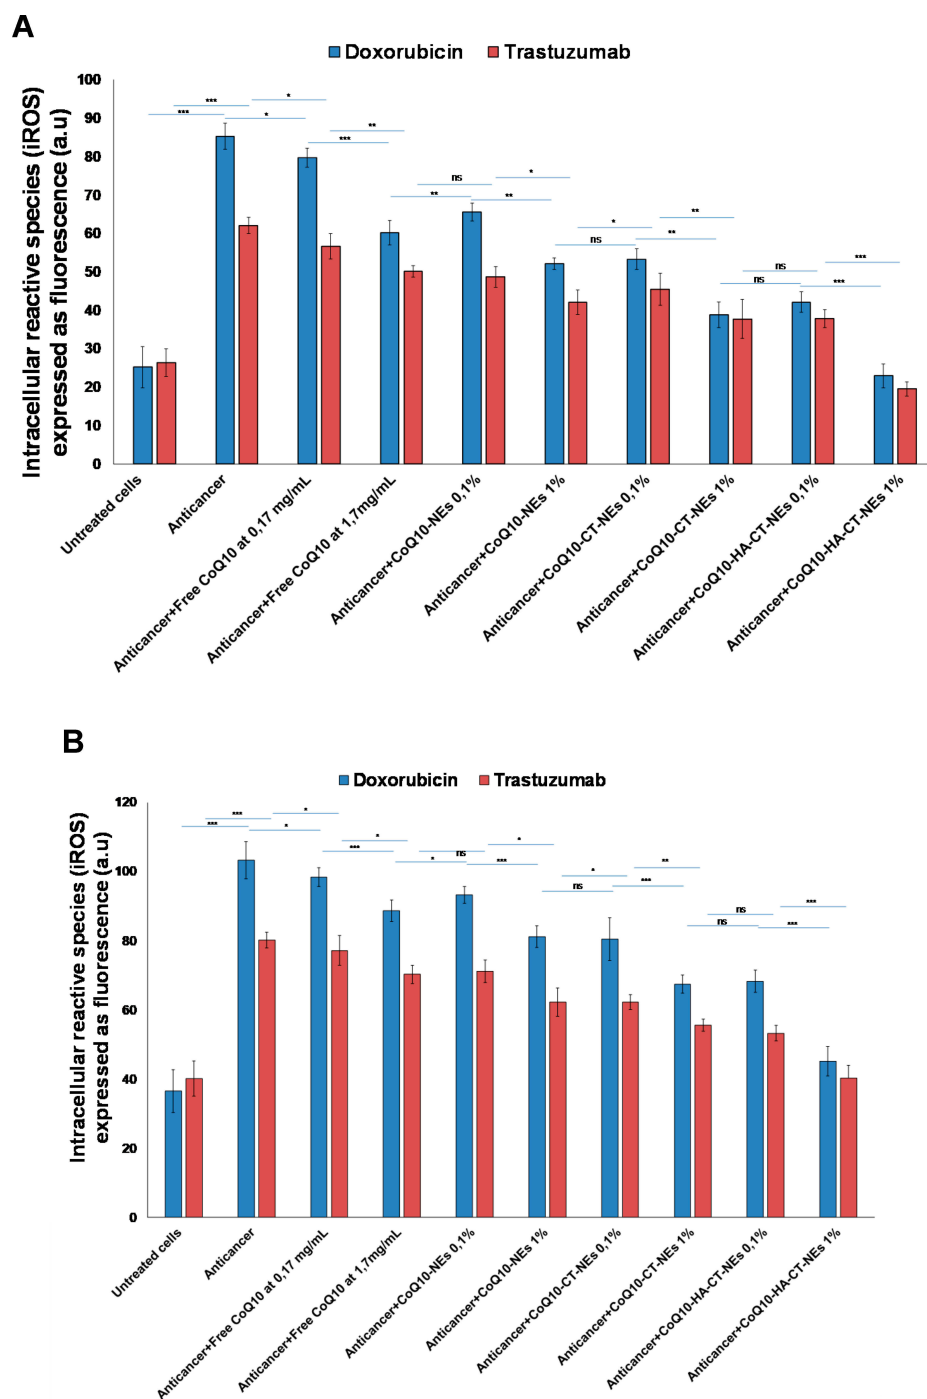 A
Doxorubicin Trastuzumab
Intracellular reactive species (iROS)
expressed as fluorescence (a.u)
100
90
80
70
60
50
40
30
20
10
0
*** *
*** *
**
***
ns *
** **
* **
ns **
ns ***
ns ***
Untreated cells
Anticancer
Anticancer+Free CoQ10 at 0,17 mg/mL
Anticancer+Free CoQ10 at 1,7mg/mL
Anticancer+CoQ10-NEs 0,1%
Anticancer+CoQ10-NEs 1%
Anticancer+CoQ10-CT-NEs 0,1%
Anticancer+CoQ10-CT-NEs 1%
Anticancer+CoQ10-HA-CT-NEs 0,1%
Anticancer+CoQ10-HA-CT-NEs 1%
B
Doxorubicin Trastuzumab
Intracellular reactive species (iROS)
expressed as fluorescence (a.u)
120
100
80
60
40
20
0
*** *
*** *
*
***
ns *
* ***
* **
ns ***
ns ***
ns ***
Untreated cells
Anticancer
Anticancer+Free CoQ10 at 0,17 mg/mL
Anticancer+Free CoQ10 at 1,7mg/mL
Anticancer+CoQ10-NEs 0,1%
Anticancer+CoQ10-NEs 1%
Anticancer+CoQ10-CT-NEs 0,1%
Anticancer+CoQ10-CT-NEs 1%
Anticancer+CoQ10-HA-CT-NEs 0,1%
Anticancer+CoQ10-HA-CT-NEs 1%